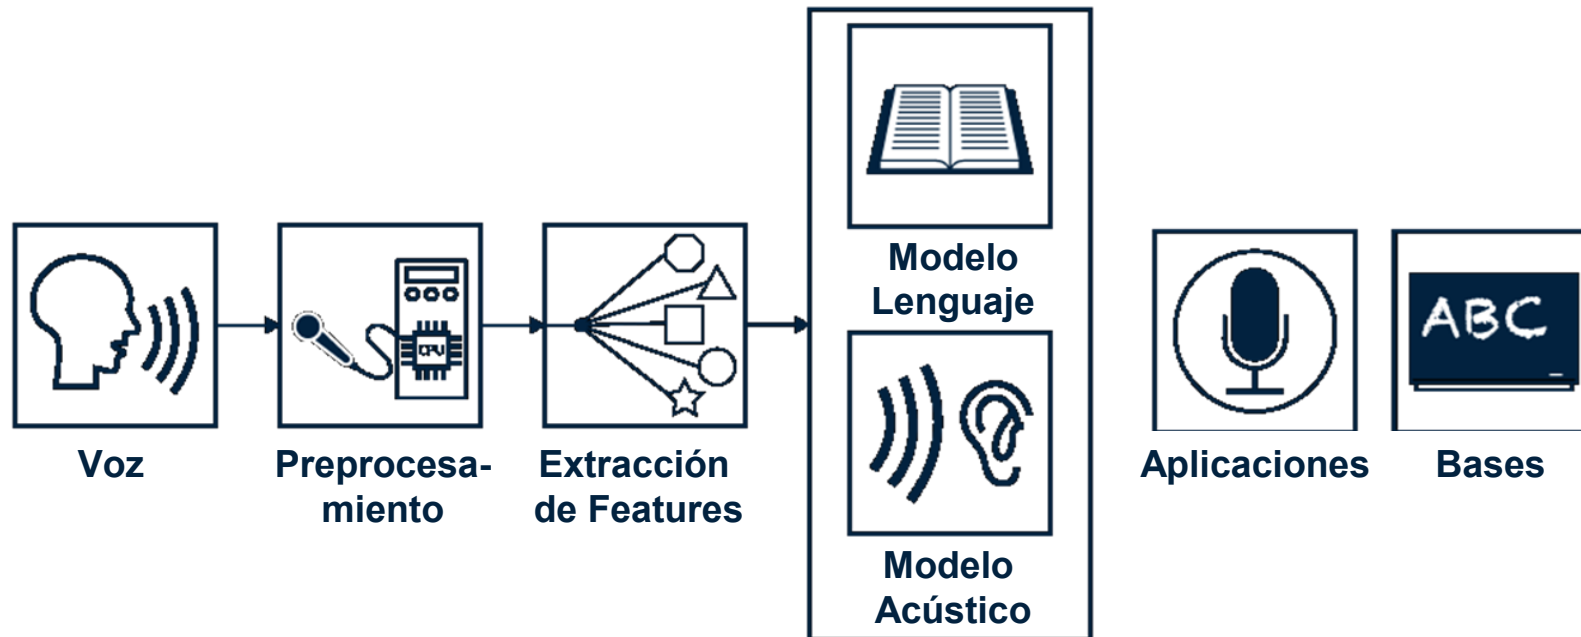 Voz
CPU
Preprocesa-
miento
Extracción
de Features
Modelo
Lenguaje
Modelo
Acústico
Aplicaciones
ABC
Bases